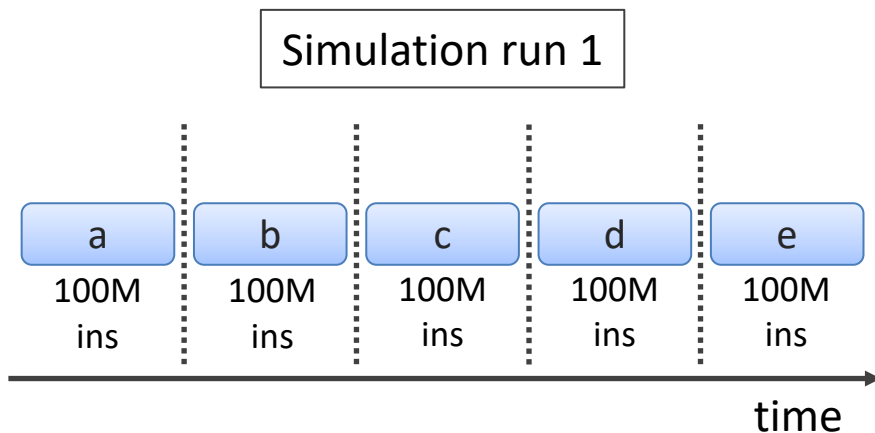 Simulation run 1
a b c d e
100M 100M 100M 100M 100M
ins ins ins ins ins
time